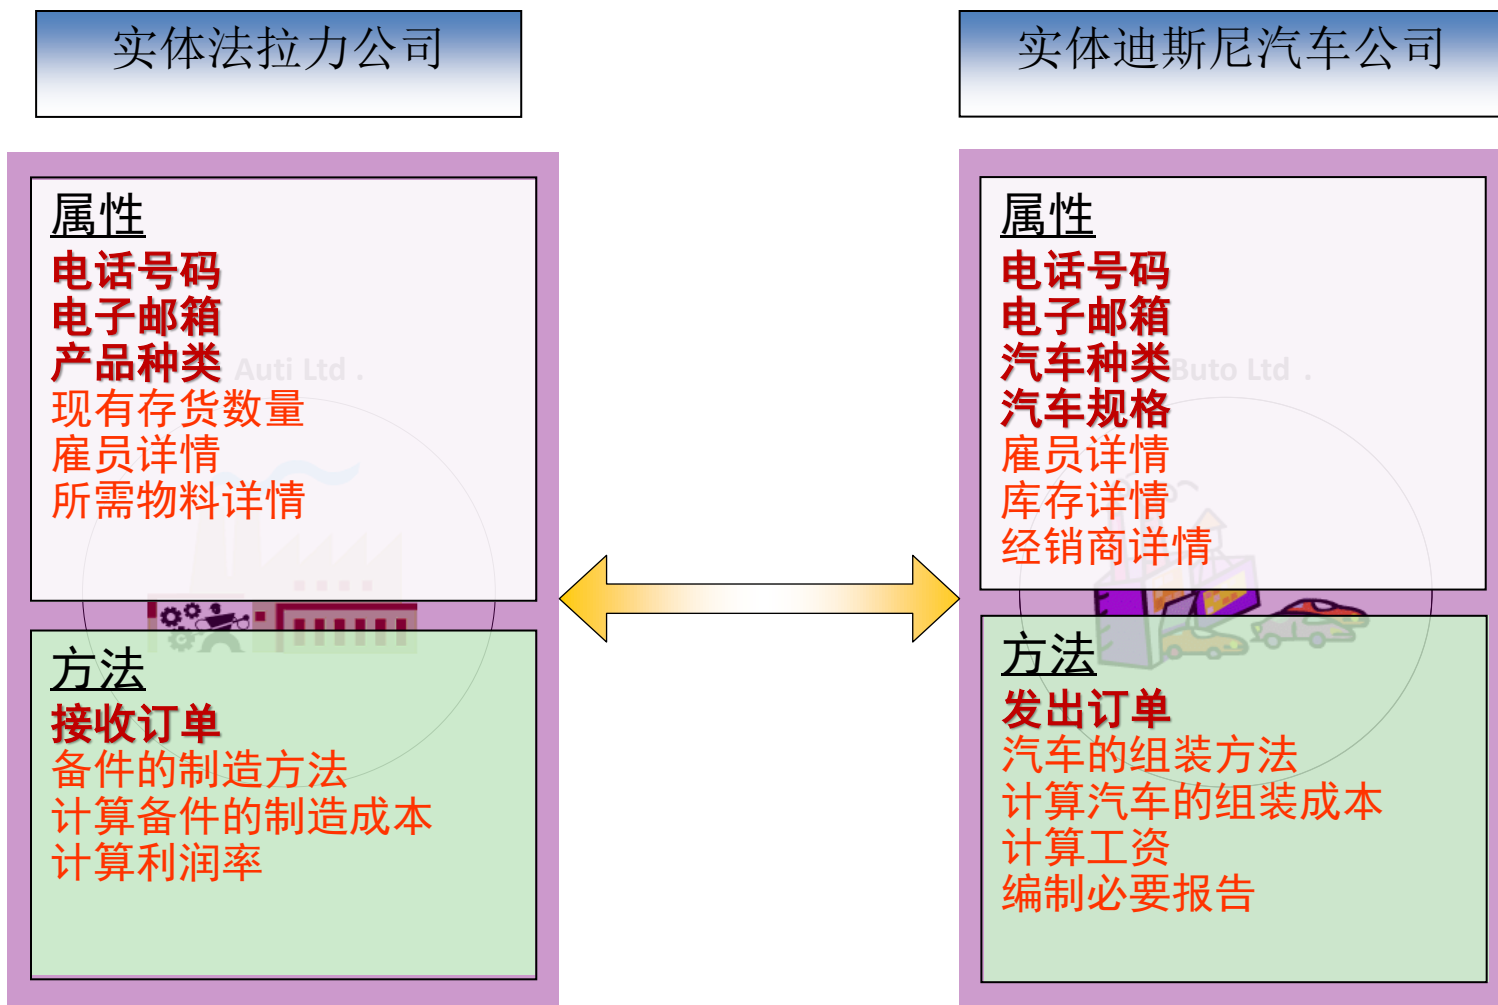 实体法拉力公司
属性
电话号码
电子邮箱
产品种类
Auti Ltd .
现有存货数量
雇员详情
所需物料详情
方法
接收订单
备件的制造方法
计算备件的制造成本
计算利润率
实体迪斯尼汽车公司
属性
电话号码
电子邮箱
汽车种类
Buto Ltd .
汽车规格
雇员详情
库存详情
经销商详情
方法
发出订单
汽车的组装方法
计算汽车的组装成本
计算工资
编制必要报告